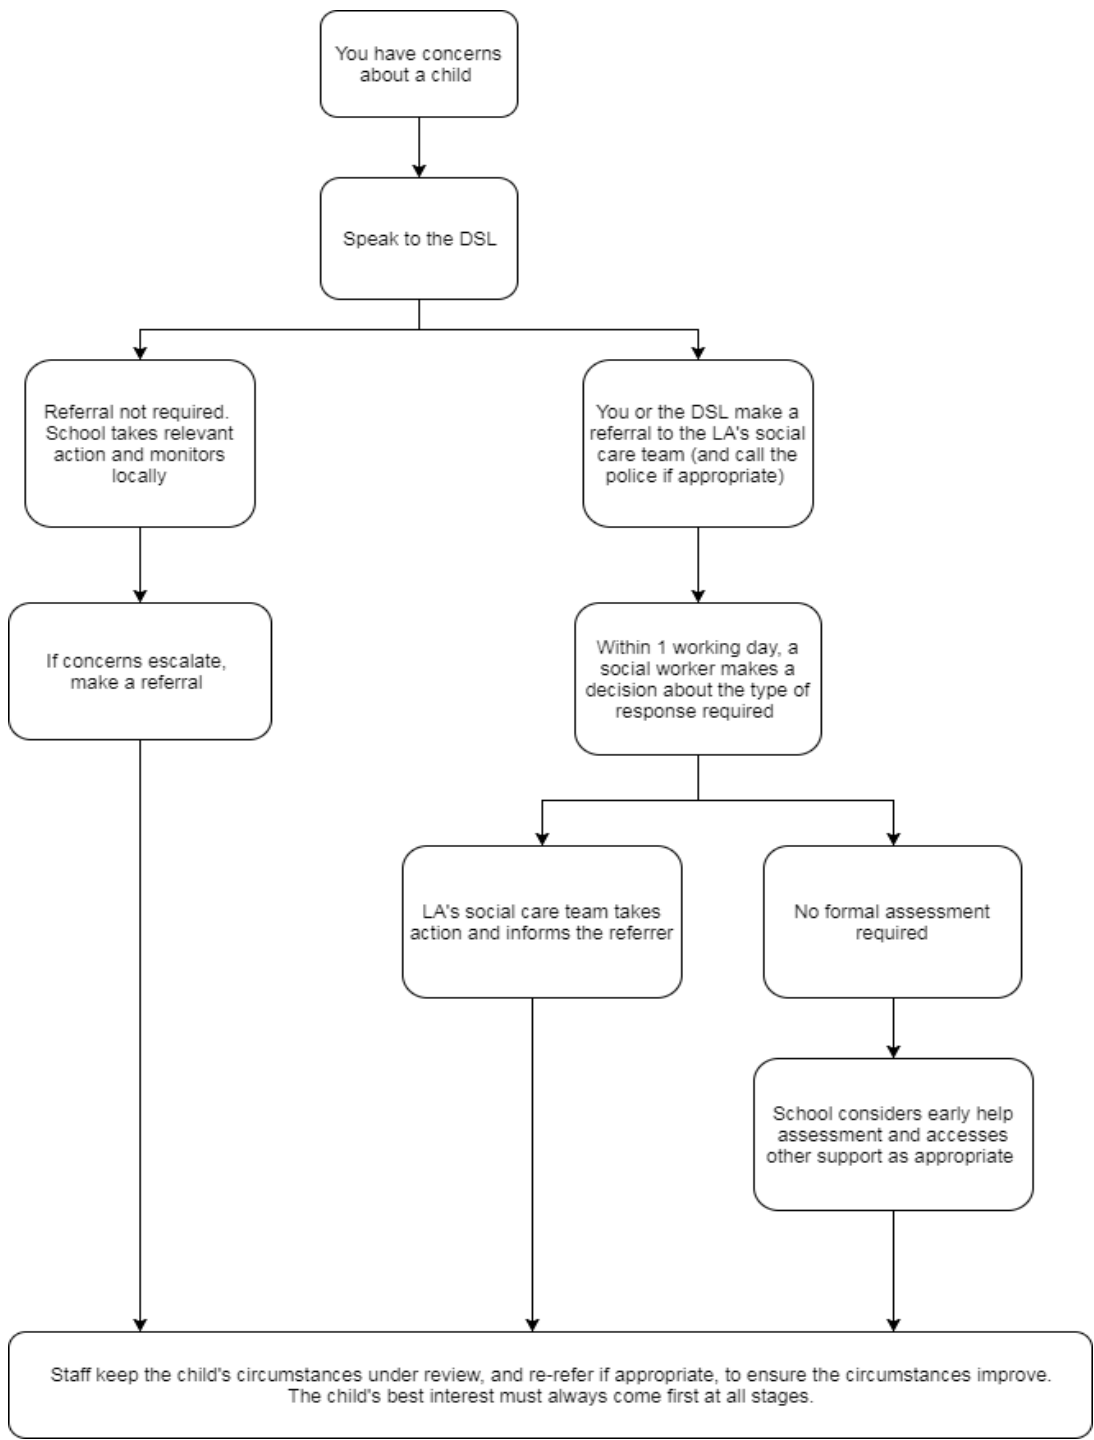 You have concerns
about a child
Speak to the DSL
Referral not required.
School takes relevant
action and monitors
locally
You or the DSL make a
referral to the LA's social
care team (and call the
police if appropriate)
If concerns escalate,
make a referral
Within 1 working day, a
social worker makes a
decision about the type of
response required
LA's social care team takes
action and informs the referrer
No formal assessment
required
School considers early help
assessment and accesses
other support as appropriate
Staff keep the child's circumstances under review, and re-refer if appropriate, to ensure the circumstances improve.
The child's best interest must always come first at all stages.